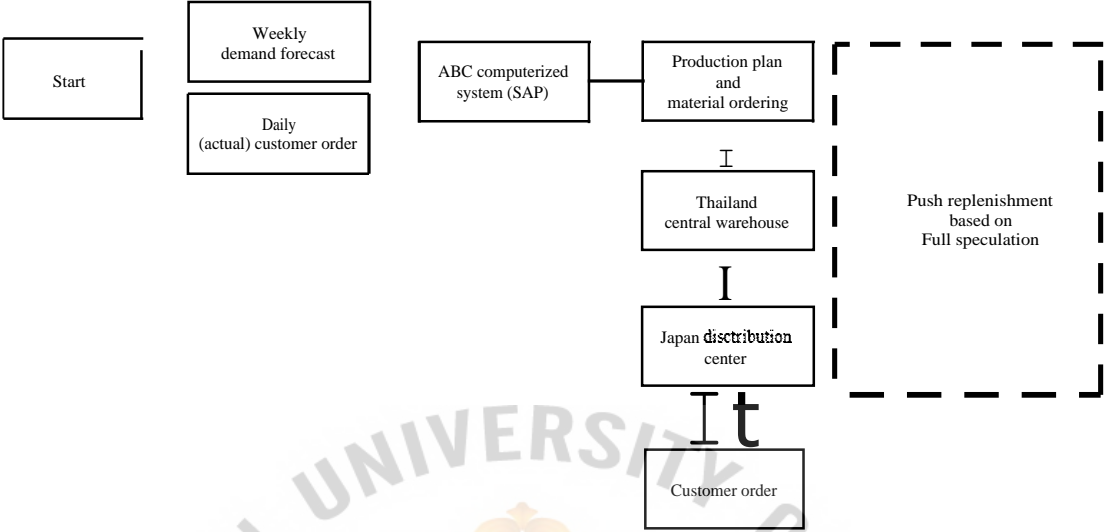 Start
Weekly
demand forecast
Daily
(actual) customer order
ABC computerized
system (SAP)
Production plan
and
material ordering
I
Thailand
central warehouse
I
Japan disctribution
center
I t
Customer order
Push replenishment
based on
Full speculation
UNIVERSITY